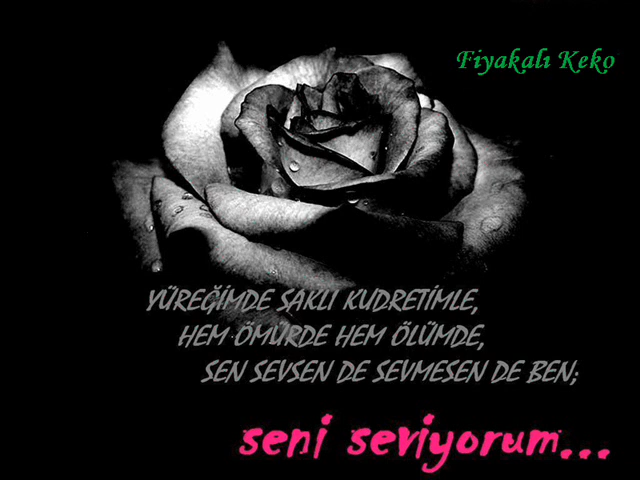 Fiyakalı Keko
YÜREĞİMDE SAKLI KUDRETİMLE,
HEM ÖMÜRDE HEM ÖLÜMDE,
SEN SEVSEN DE SEVMESEN DE BEN;
seni seviyorum...